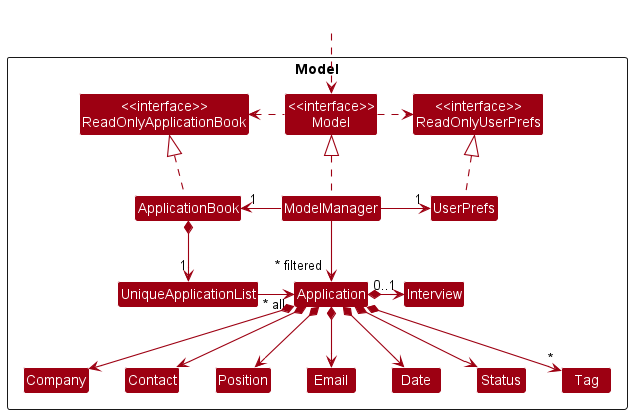 Model
<<interface>>
ReadOnlyApplicationBook
<<interface>>
Model
<<interface>>
ReadOnlyUserPrefs
ApplicationBook
1
ModelManager
1
UserPrefs
1
* filtered
UniqueApplicationList
* all
Application
0..1
Interview
*
Company
Contact
Position
Email
Date
Status
Tag